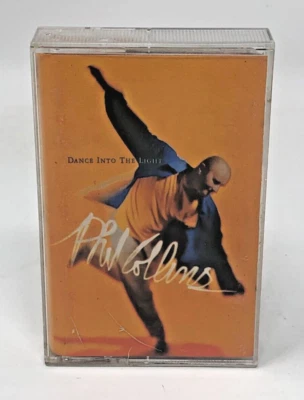 DANCE INTO THE LIGHT
Phil Collins